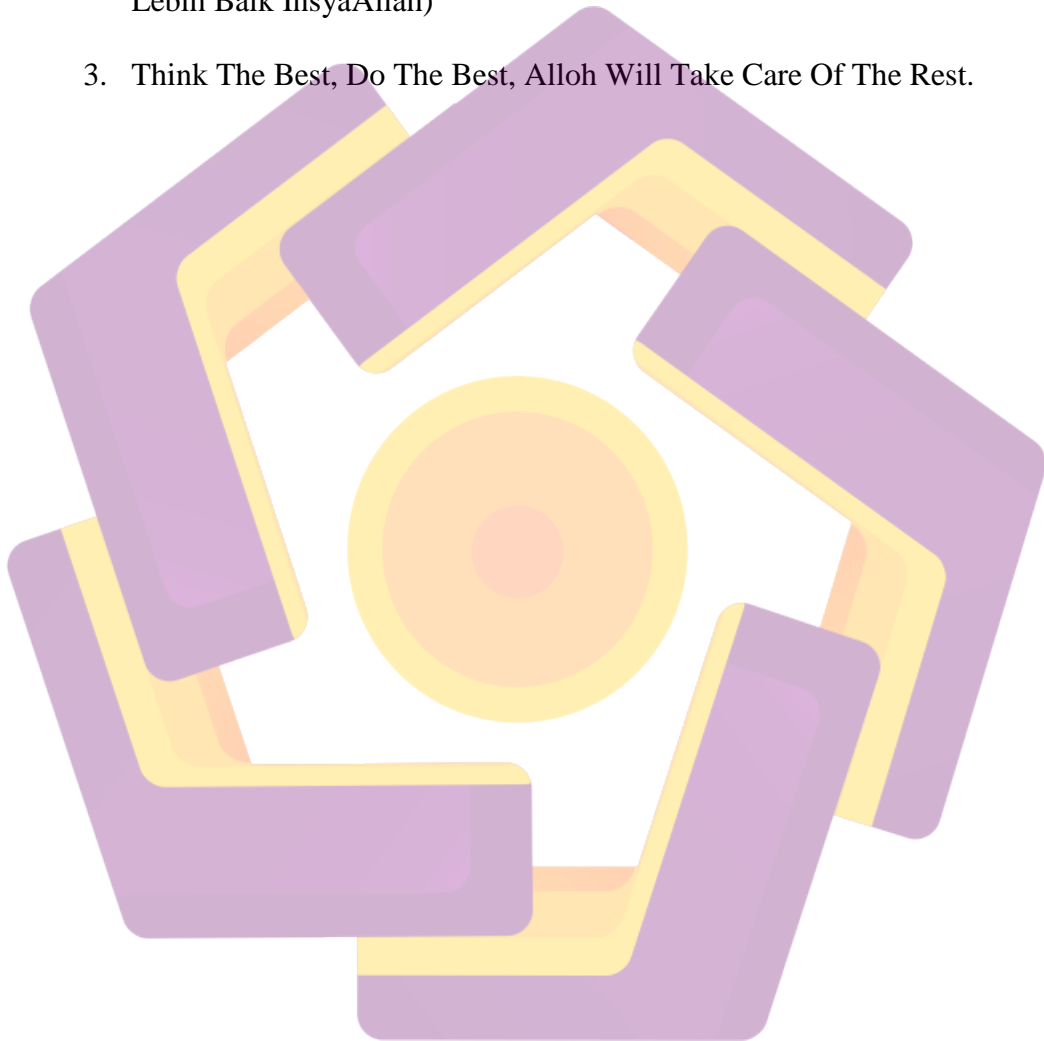 Lebih Baik InsyaAllah)
3. Think The Best, Do The Best, Alloh Will Take Care Of The Rest.